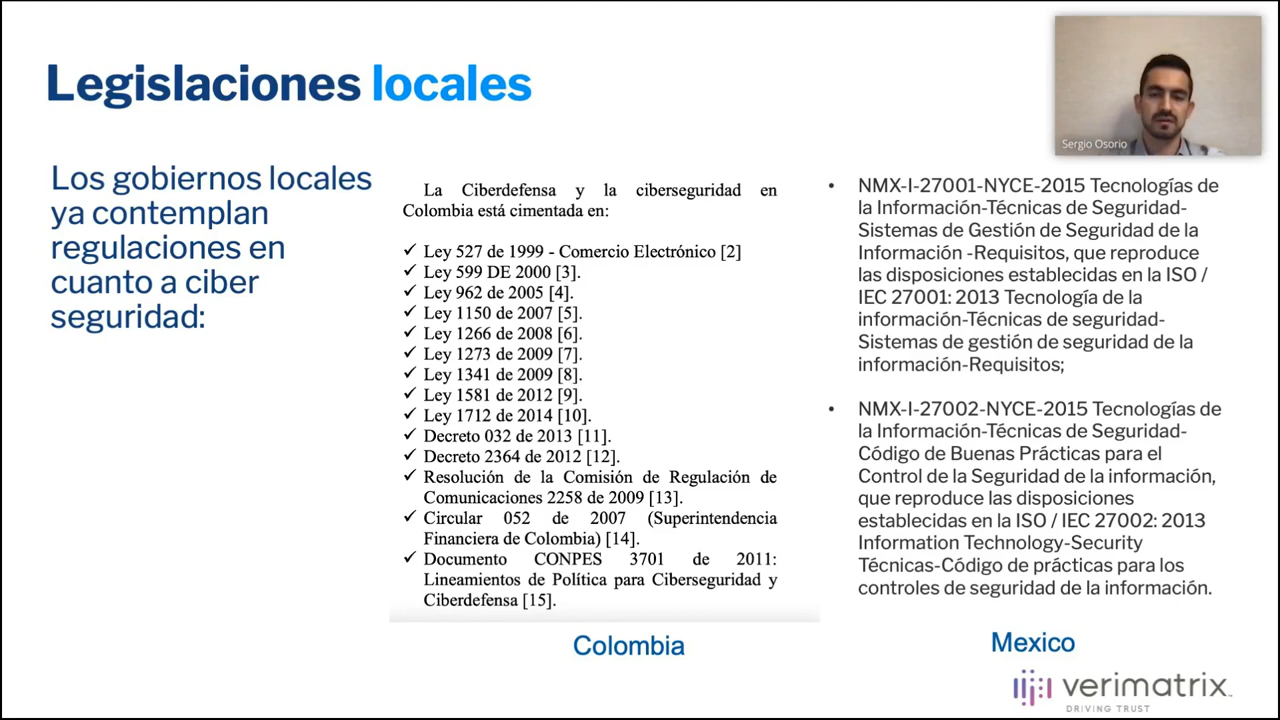 Legislaciones locales
Sergio Osorio
Los gobiernos locales
ya contemplan
regulaciones en
cuanto a ciber
seguridad:
La Ciberdefensa y la ciberseguridad en
Colombia está cimentada en:
✓ Ley 527 de 1999 - Comercio Electrónico [2]
✓ Ley 599 DE 2000 [3].
✓ Ley 962 de 2005 [4].
✓ Ley 1150 de 2007 [5].
✓ Ley 1266 de 2008 [6].
✓ Ley 1273 de 2009 [7].
✓ Ley 1341 de 2009 [8].
✓ Ley 1581 de 2012 [9].
✓ Ley 1712 de 2014 [10].
✓ Decreto 032 de 2013 [11].
✓ Decreto 2364 de 2012 [12].
✓ Resolución de la Comisión de Regulación de
Comunicaciones 2258 de 2009 [13].
✓ Circular 052 de 2007 (Superintendencia
Financiera de Colombia) [14].
✓ Documento CONPES 3701 de 2011:
Lineamientos de Política para Ciberseguridad y
Ciberdefensa [15].
Colombia
• NMX-I-27001-NYCE-2015 Tecnologías de
la Información-Técnicas de Seguridad-
Sistemas de Gestión de Seguridad de la
Información -Requisitos, que reproduce
las disposiciones establecidas en la ISO /
IEC 27001: 2013 Tecnología de la
información-Técnicas de seguridad-
Sistemas de gestión de seguridad de la
información-Requisitos;
• NMX-I-27002-NYCE-2015 Tecnologías de
la Información-Técnicas de Seguridad-
Código de Buenas Prácticas para el
Control de la Seguridad de la información,
que reproduce las disposiciones
establecidas en la ISO / IEC 27002: 2013
Information Technology-Security
Técnicas-Código de prácticas para los
controles de seguridad de la información.
Mexico
verimatrix™
DRIVING TRUST